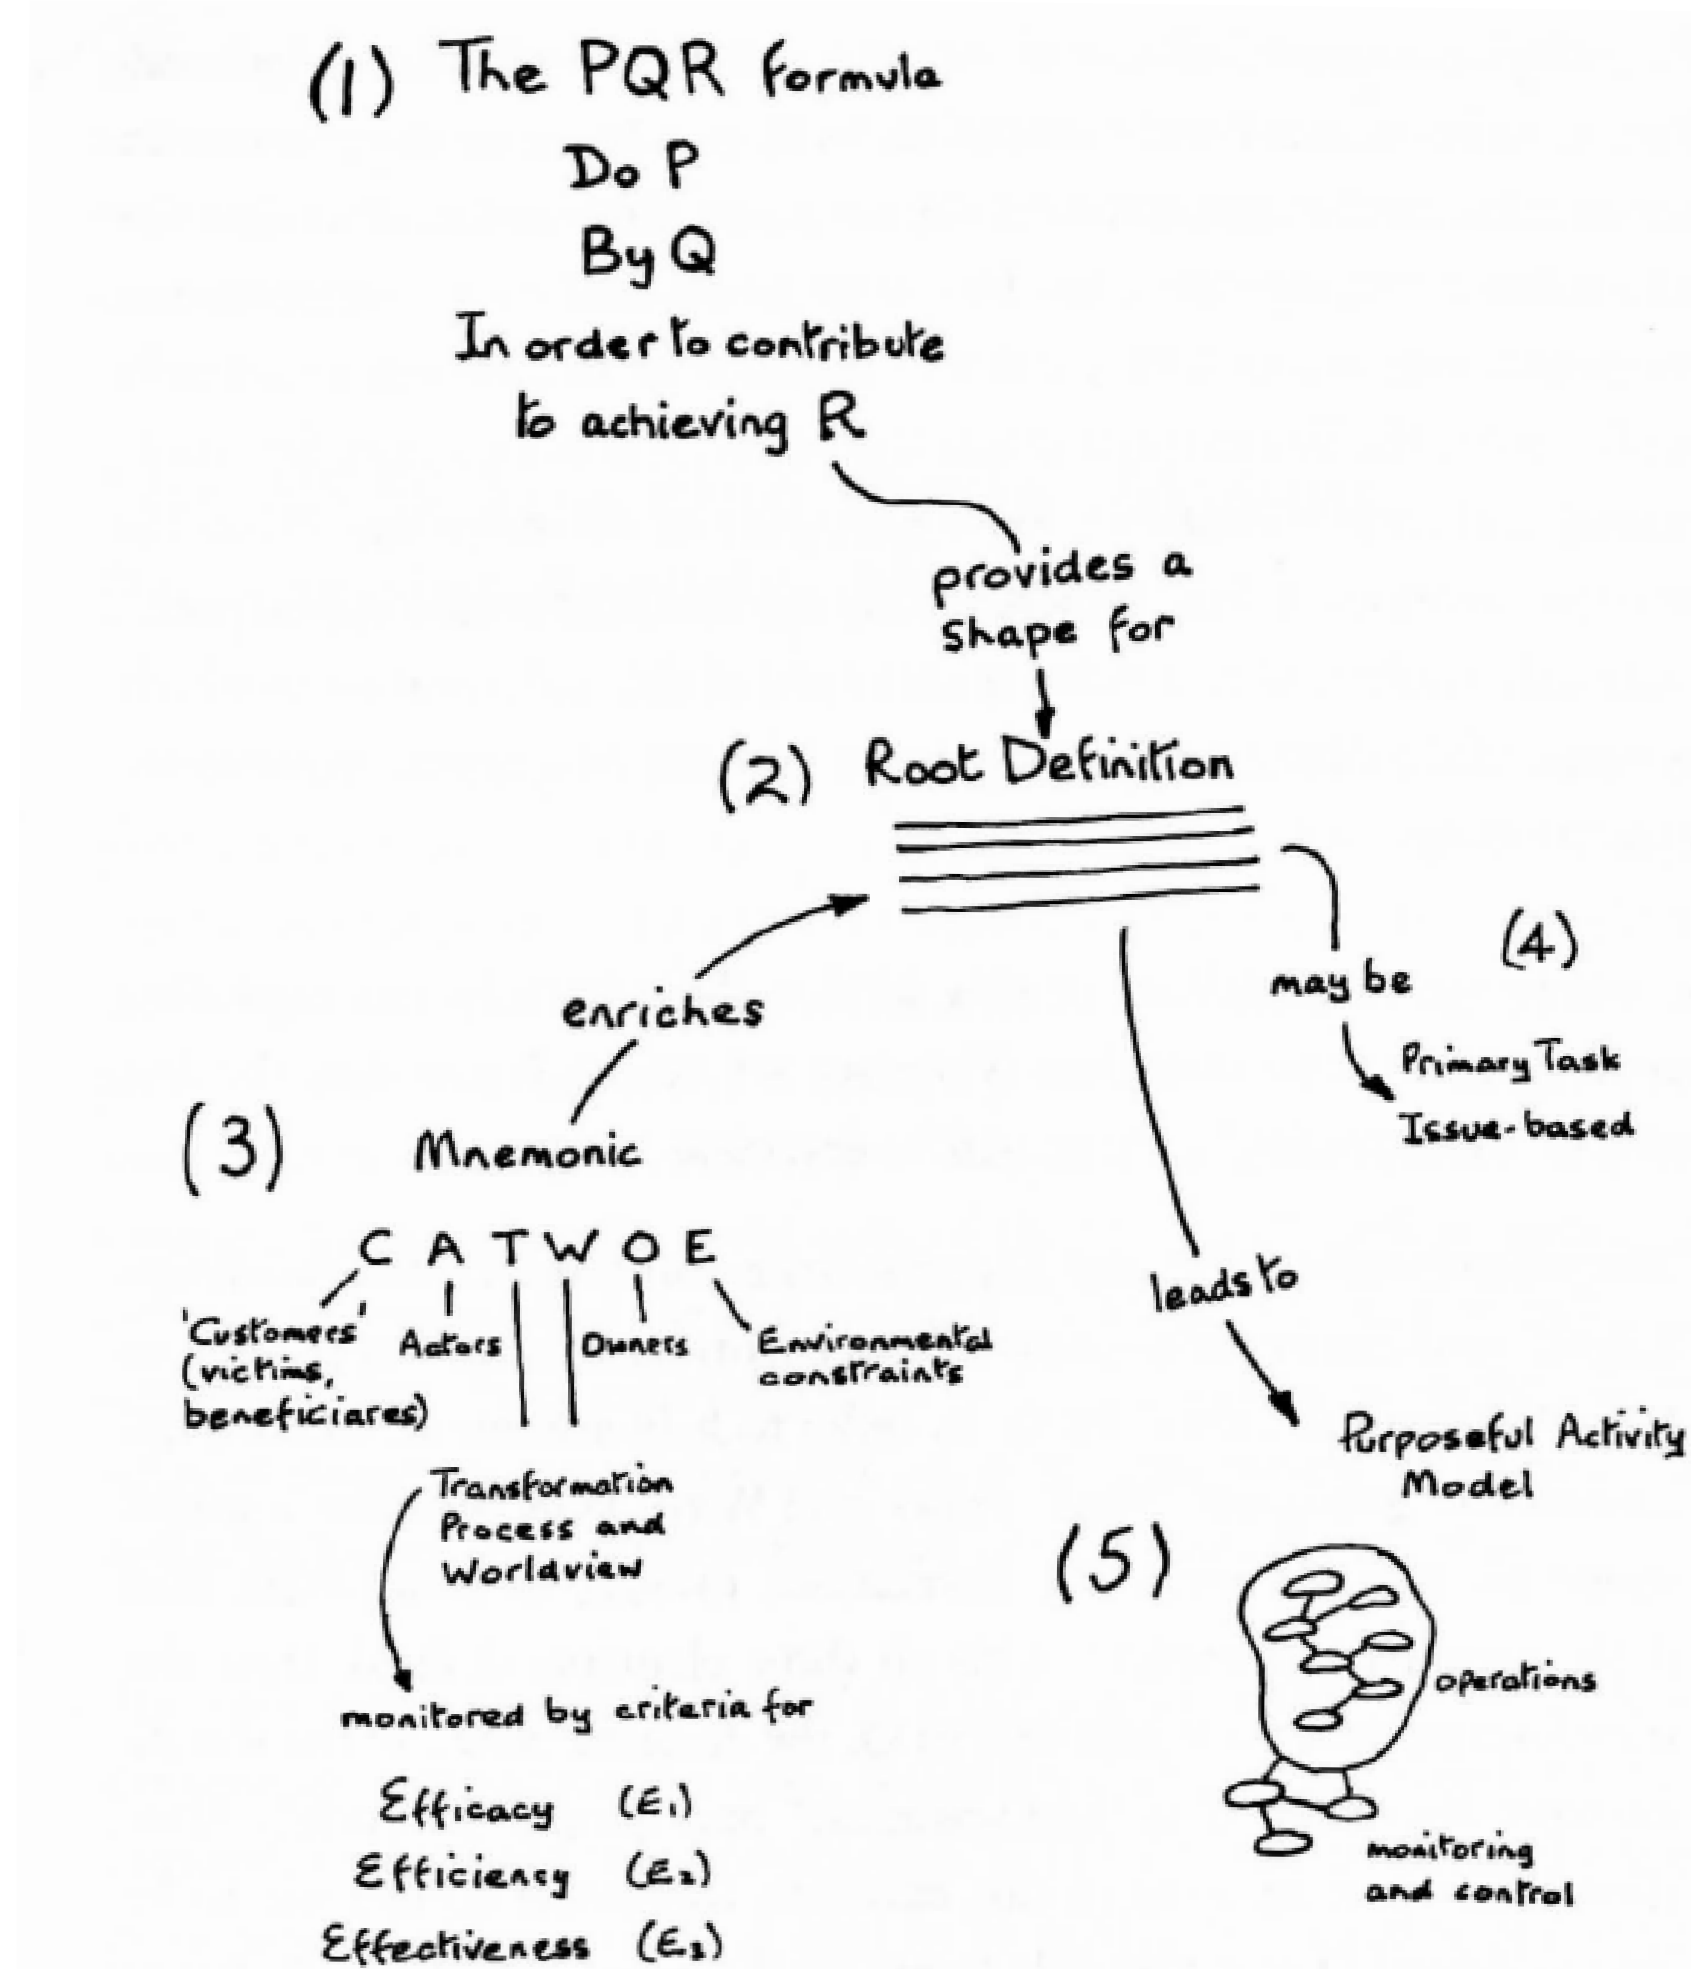 (1) The PQR formula
Do P
By Q
In order to contribute
to achieving R
provides a
shape for
(2) Root Definition
(4)
may be
Primary Task
Issue-based
enriches
(3) Mnemonic
C A T W O E
'Customers'
(victims,
beneficiares)
Actors
Owners
Environmental
constraints
leads to
Purposeful Activity
Model
Transformation
Process and
Worldview
monitored by criteria for
Efficacy (E1)
Efficiency (E2)
Effectiveness (E3)
(5)
operations
monitoring
and control